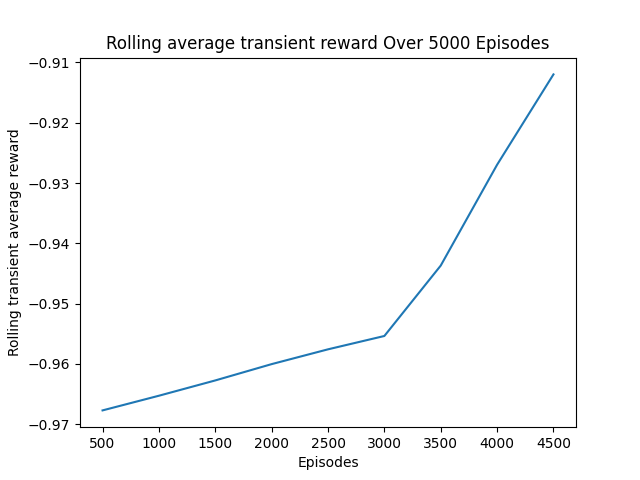 Rolling average transient reward Over 5000 Episodes
Rolling transient average reward
−0.91
−0.92
−0.93
−0.94
−0.95
−0.96
−0.97
500 1000 1500 2000 2500 3000 3500 4000 4500
Episodes